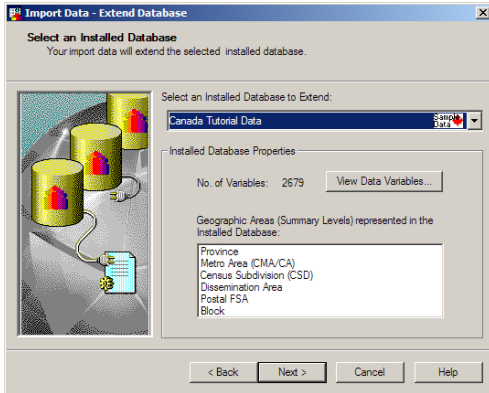 Import Data - Extend Database
Select an Installed Database
Your import data will extend the selected installed database.
Select an Installed Database to Extend:
Canada Tutorial Data
Sample
Data
Installed Database Properties
No. of Variables: 2679
View Data Variables...
Geographic Areas (Summary Levels) represented in the
Installed Database:
Province
Metro Area (CMA/CA)
Census Subdivision (CSD)
Dissemination Area
Postal FSA
Block
< Back
Next >
Cancel
Help